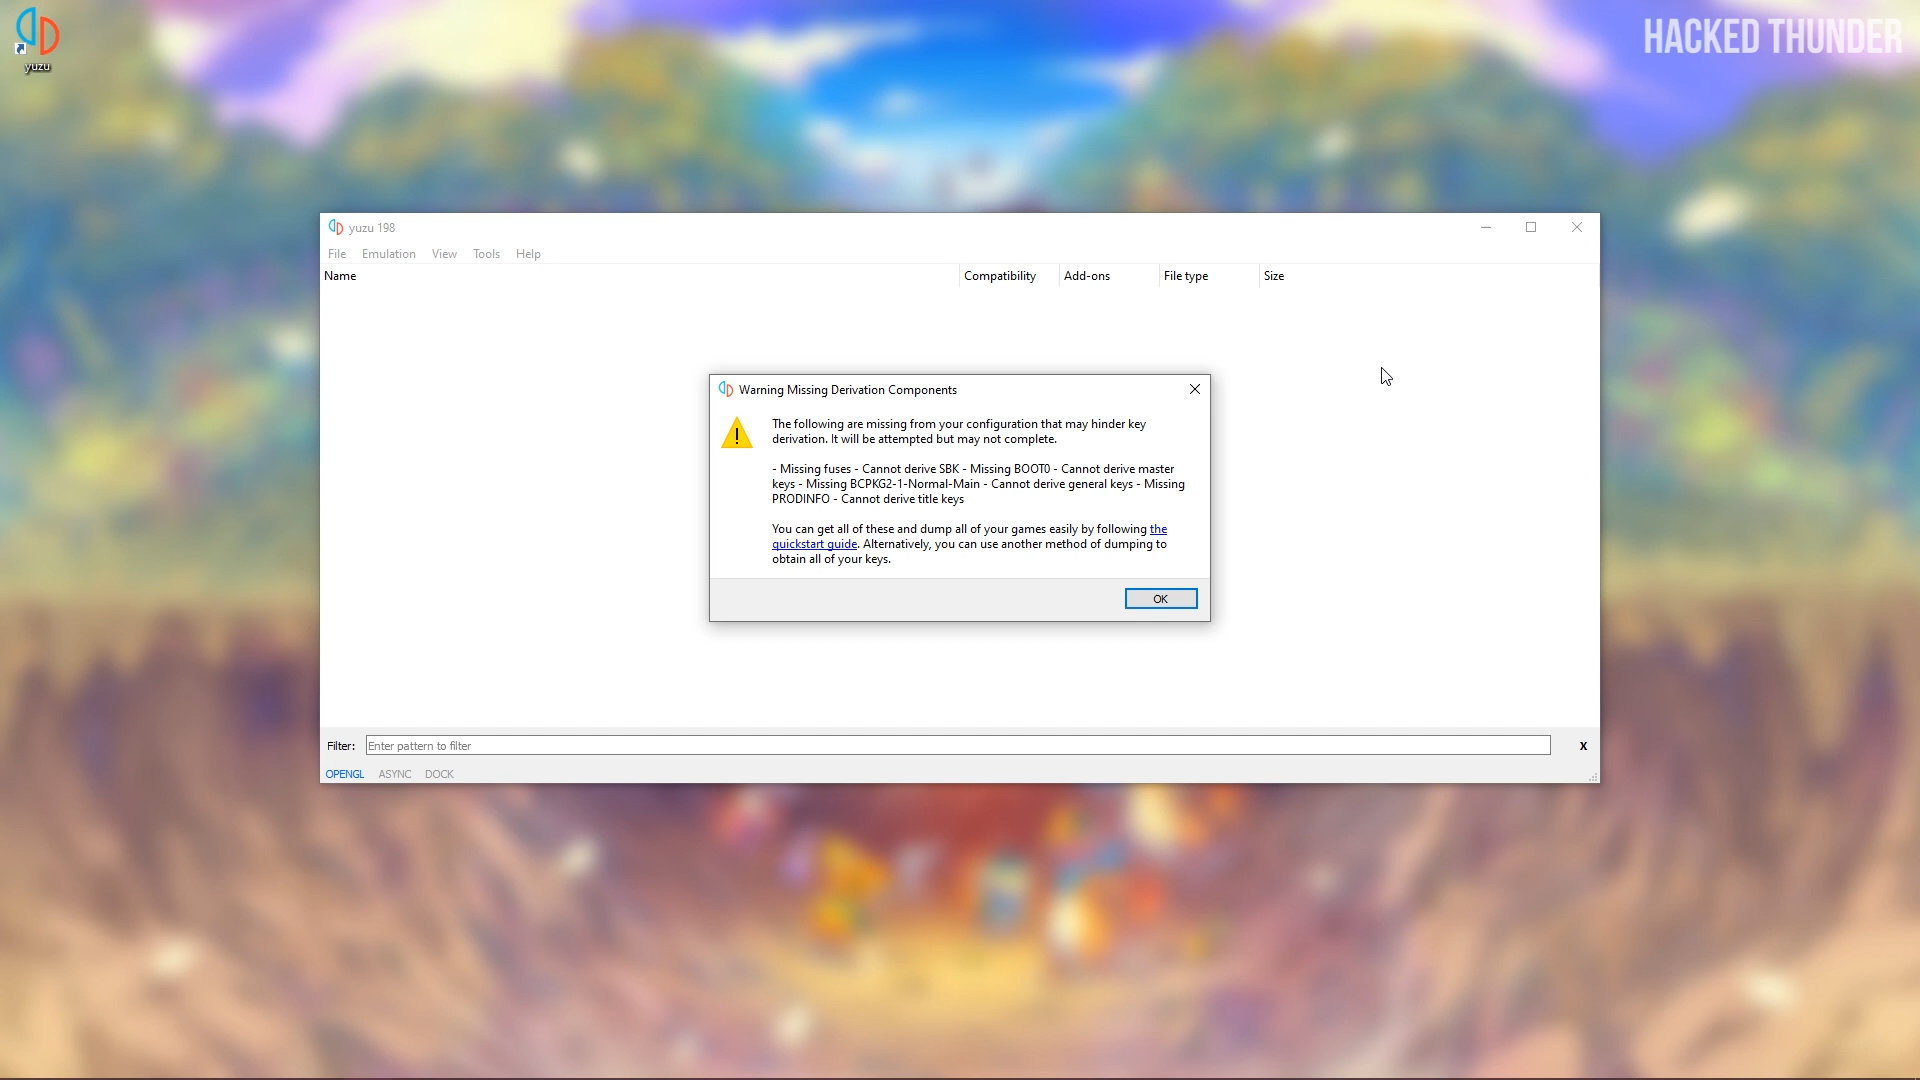 yuzu
HACKED THUNDER
yuzu 198
File Emulation View Tools Help
Name Compatibility Add-ons File type Size
Warning Missing Derivation Components
The following are missing from your configuration that may hinder key
derivation. It will be attempted but may not complete.
- Missing fuses - Cannot derive SBK - Missing BOOT0 - Cannot derive master
keys - Missing BCPKG2-1-Normal-Main - Cannot derive general keys - Missing
PRODINFO - Cannot derive title keys
You can get all of these and dump all of your games easily by following the
quickstart guide. Alternatively, you can use another method of dumping to
obtain all of your keys.
OK
Filter: Enter pattern to filter X
OPENGL ASYNC DOCK